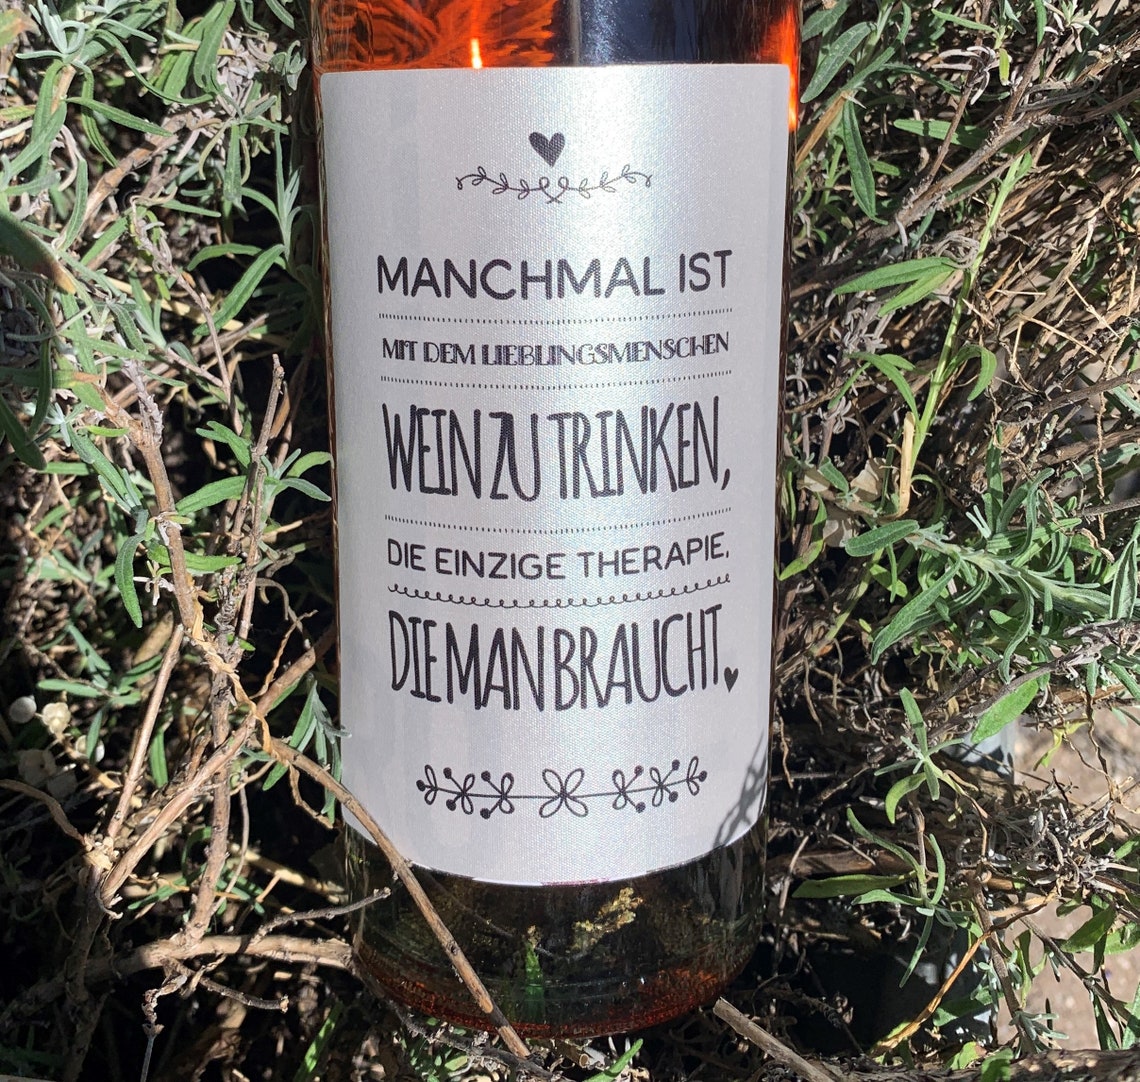 MANCHMAL IST
MIT DEM LIEBLINGSMENSCHEN
WEIN ZU TRINKEN,
DIE EINZIGE THERAPIE,
DIE MAN BRAUCHT.